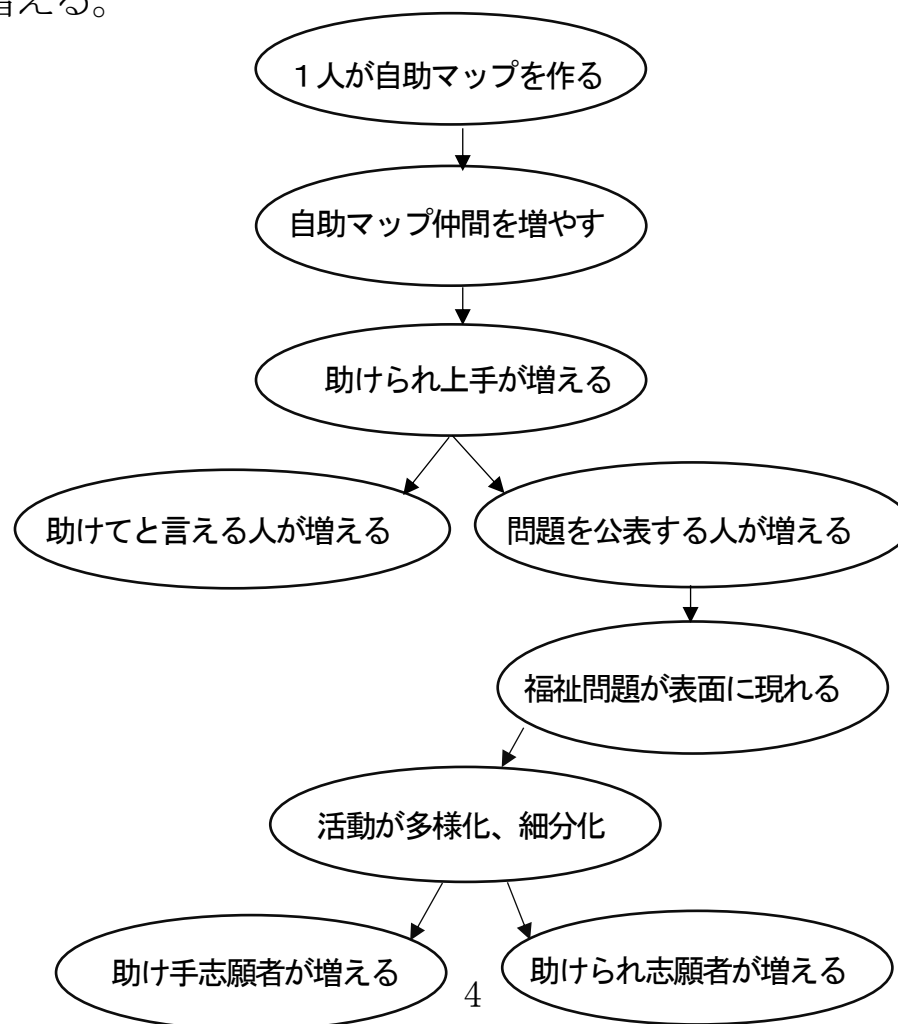 増える。
１人が自助マップを作る
自助マップ仲間を増やす
助けられ上手が増える
助けてと言える人が増える
問題を公表する人が増える
福祉問題が表面に現れる
活動が多様化、細分化
助け手志願者が増える
助けられ志願者が増える
4